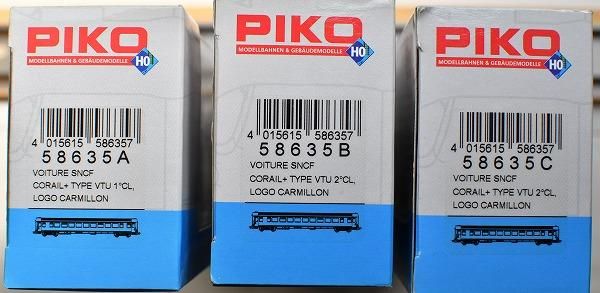 PIKO
MODELLBAHNEN & GEBÄUDEMODELLE
H0
4 015615 586357
58635A
VOITURE SNCF
CORAIL+ TYPE VTU 1°CL,
LOGO CARMILLON
PIKO
MODELLBAHNEN & GEBÄUDEMODELLE
H0
4 015615 586357
58635B
VOITURE SNCF
CORAIL+ TYPE VTU 2°CL,
LOGO CARMILLON
PIKO
MODELLBAHNEN & GEBÄUDEMODELLE
H0
4 015615 586357
58635C
VOITURE SNCF
CORAIL+ TYPE VTU 2°CL,
LOGO CARMILLON